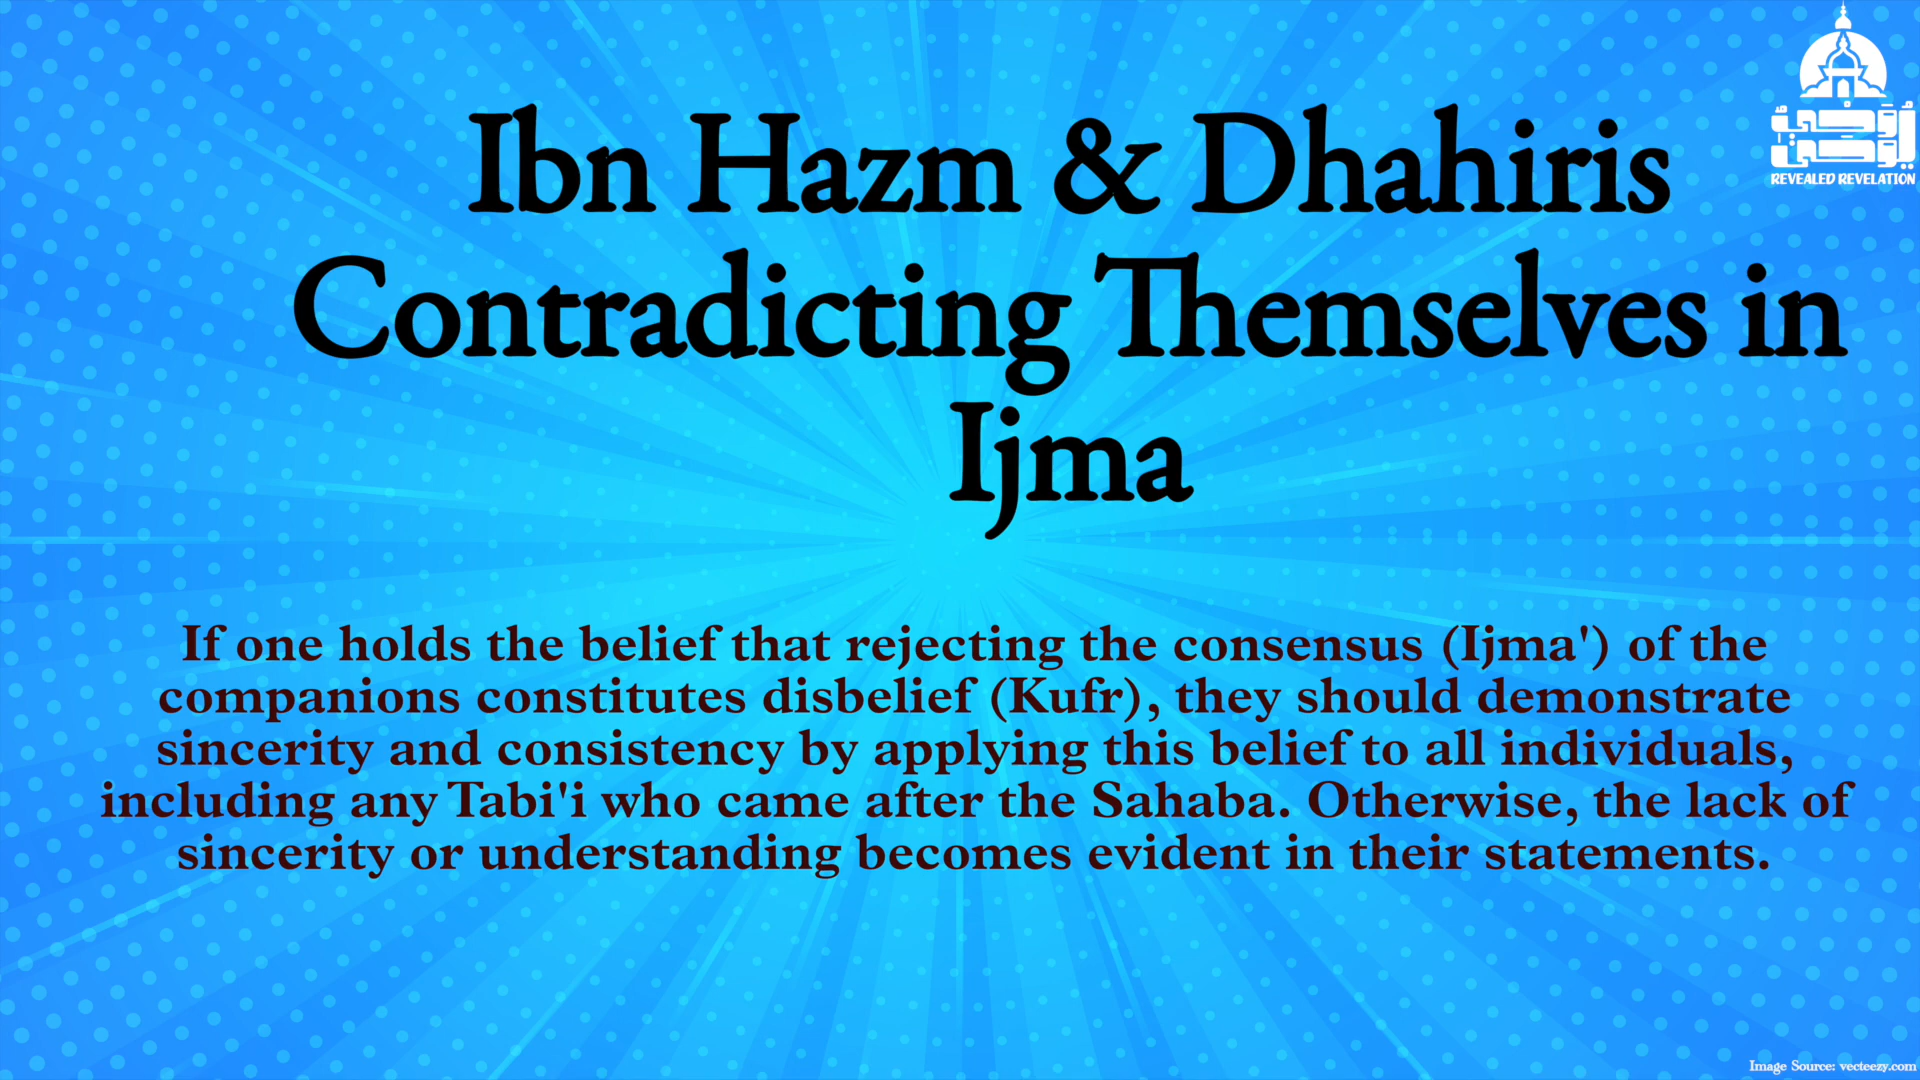 Ibn Hazm & Dhahiris
Contradicting Themselves in
Ijma
REVEALED REVELATION
If one holds the belief that rejecting the consensus (Ijma') of the
companions constitutes disbelief (Kufr), they should demonstrate
sincerity and consistency by applying this belief to all individuals,
including any Tabi'i who came after the Sahaba. Otherwise, the lack of
sincerity or understanding becomes evident in their statements.
Image Source: vecteezy.com